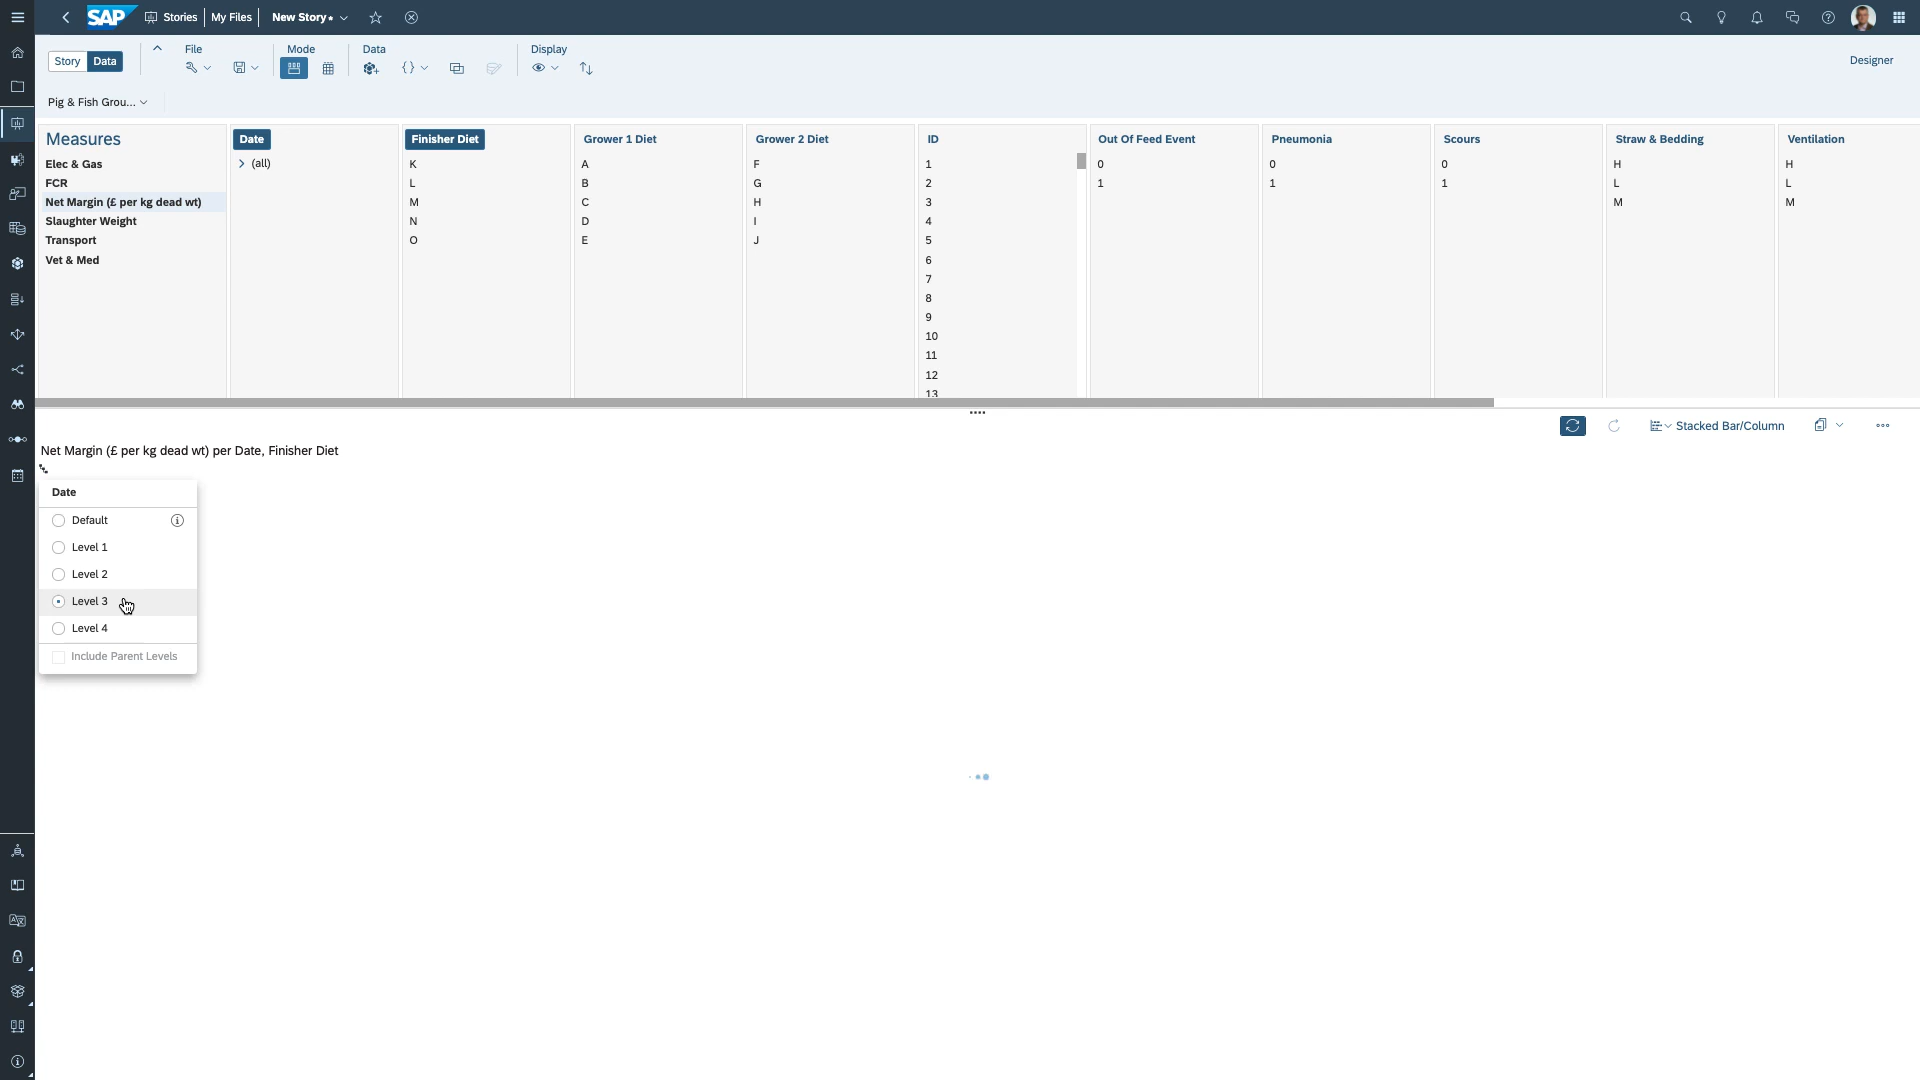 SAP Stories My Files New Story*
Story Data File Mode Data Display Designer
Pig & Fish Grou...
Measures Date Finisher Diet Grower 1 Diet Grower 2 Diet ID Out Of Feed Event Pneumonia Scours Straw & Bedding Ventilation
Elec & Gas (all) K A F 1 0 0 0 H H
FCR L B G 2 1 1 1 L L
Net Margin (£ per kg dead wt) M C H 3 M M
Slaughter Weight N D I 4
Transport O E J 5
Vet & Med 6
7
8
9
10
11
12
13
Stacked Bar/Column
Net Margin (£ per kg dead wt) per Date, Finisher Diet
Date
Default
Level 1
Level 2
Level 3
Level 4
Include Parent Levels